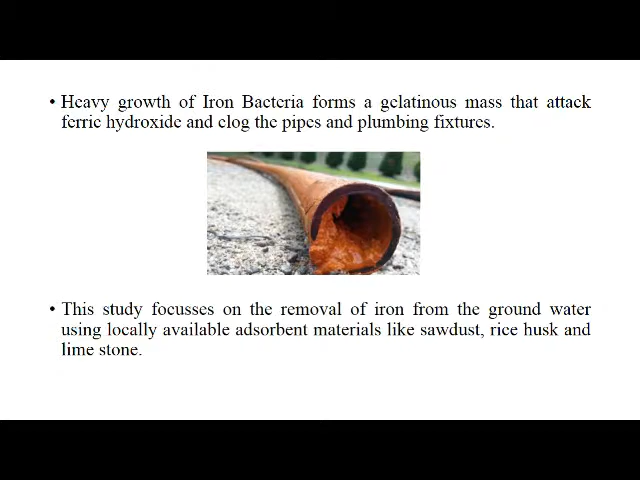 • Heavy growth of Iron Bacteria forms a gelatinous mass that attack
ferric hydroxide and clog the pipes and plumbing fixtures.
• This study focusses on the removal of iron from the ground water
using locally available adsorbent materials like sawdust, rice husk and
lime stone.